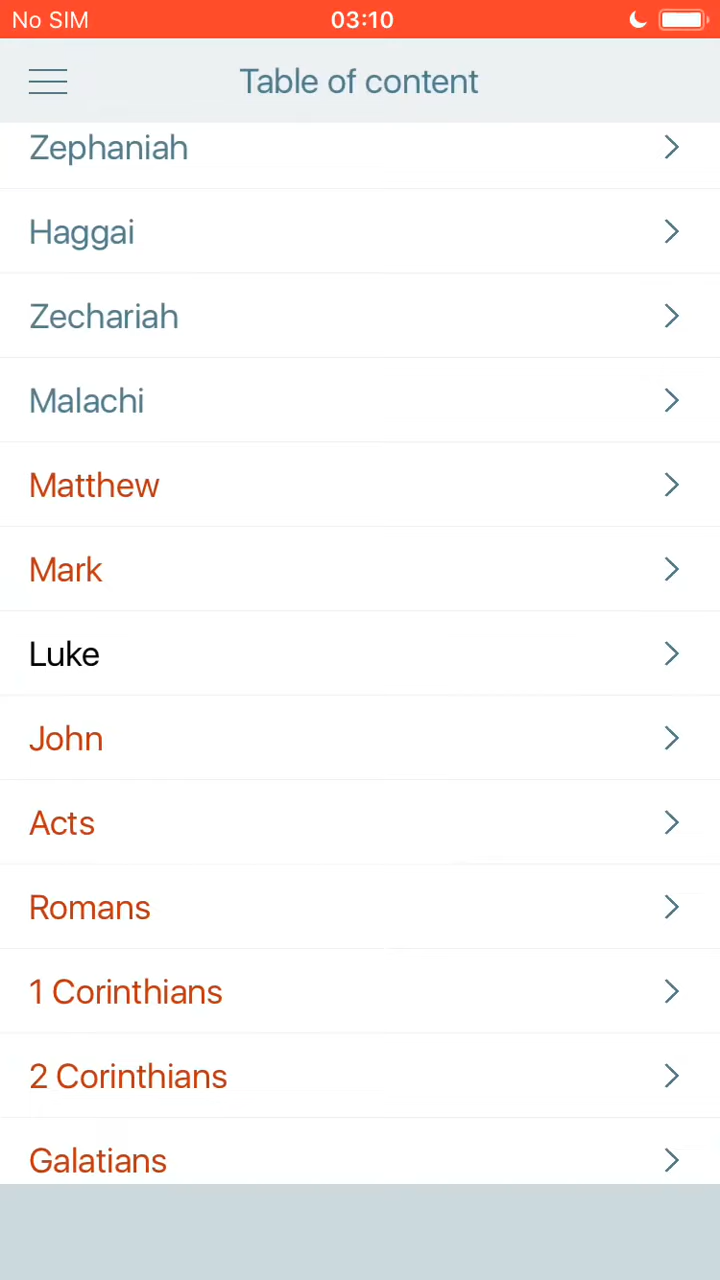 No SIM 03:10
Table of content
Zephaniah
Haggai
Zechariah
Malachi
Matthew
Mark
Luke
John
Acts
Romans
1 Corinthians
2 Corinthians
Galatians